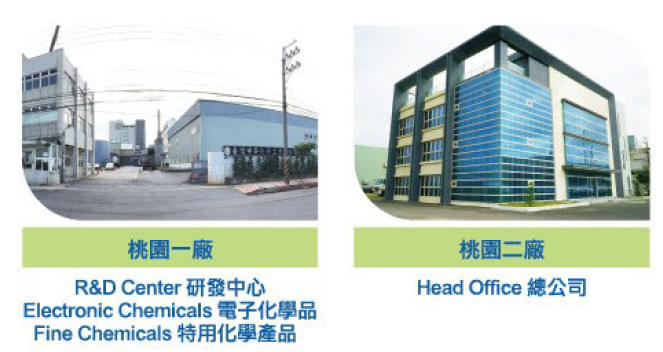 桃園一廠
R&D Center 研發中心
Electronic Chemicals 電子化學品
Fine Chemicals 特用化學產品
桃園二廠
Head Office 總公司